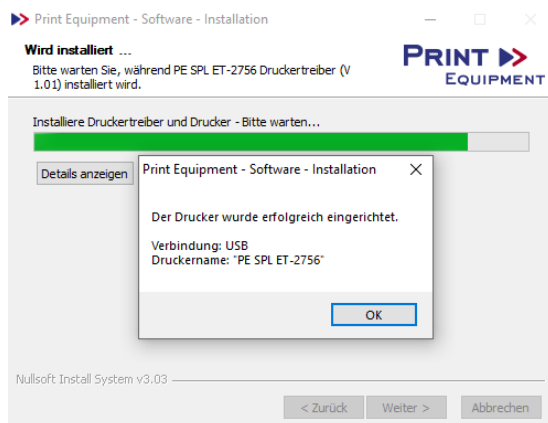 Print Equipment - Software - Installation
Wird installiert ...
Bitte warten Sie, während PE SPL ET-2756 Druckertreiber (V
1.01) installiert wird.
PRINT
EQUIPMENT
Installiere Druckertreiber und Drucker - Bitte warten...
Details anzeigen
Print Equipment - Software - Installation
Der Drucker wurde erfolgreich eingerichtet.
Verbindung: USB
Druckername: "PE SPL ET-2756"
OK
Nullsoft Install System v3.03
< Zurück
Weiter >
Abbrechen